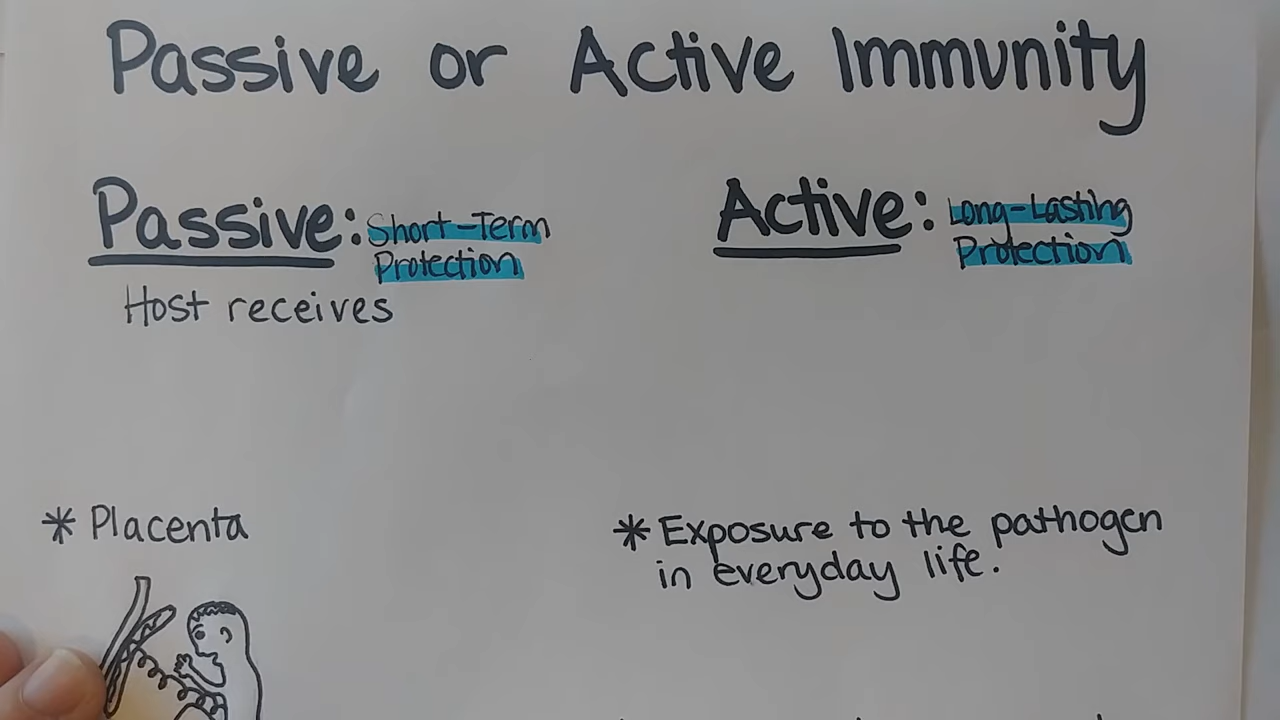 Passive or Active Immunity
Passive: Short-Term
Protection
Host receives
Active: Long-Lasting
Protection
* Placenta
* Exposure to the pathogen
in everyday life.